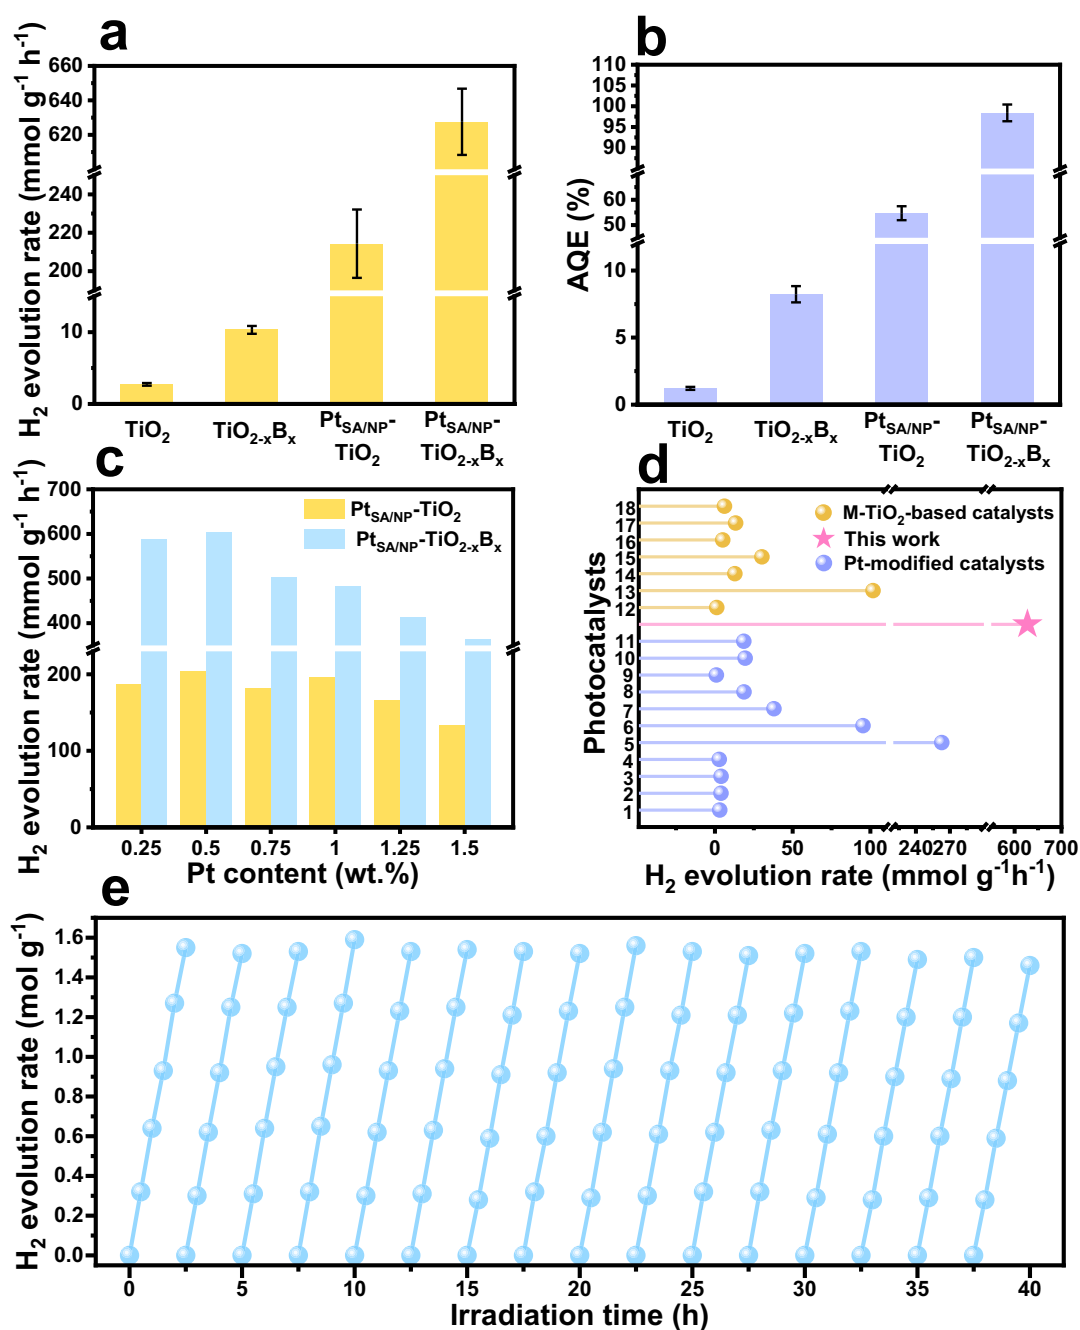 a
H₂ evolution rate (mmol g⁻¹ h⁻¹)
660
640
620
240
220
200
10
0
TiO₂
TiO₂₋ₓBₓ
Pt_SA/NP-
TiO₂
Pt_SA/NP-
TiO₂₋ₓBₓ
b
AQE (%)
110
105
100
95
90
55
50
10
5
0
TiO₂
TiO₂₋ₓBₓ
Pt_SA/NP-
TiO₂
Pt_SA/NP-
TiO₂₋ₓBₓ
c
H₂ evolution rate (mmol g⁻¹ h⁻¹)
700
600
500
400
200
100
0
Pt_SA/NP-TiO₂
Pt_SA/NP-TiO₂₋ₓBₓ
0.25 0.5 0.75 1 1.25 1.5
Pt content (wt.%)
d
Photocatalysts
18
17
16
15
14
13
12
11
10
9
8
7
6
5
4
3
2
1
M-TiO₂-based catalysts
This work
Pt-modified catalysts
0 50 100 240 270 600 700
H₂ evolution rate (mmol g⁻¹h⁻¹)
e
H₂ evolution rate (mol g⁻¹)
1.6
1.4
1.2
1.0
0.8
0.6
0.4
0.2
0.0
0 5 10 15 20 25 30 35 40
Irradiation time (h)